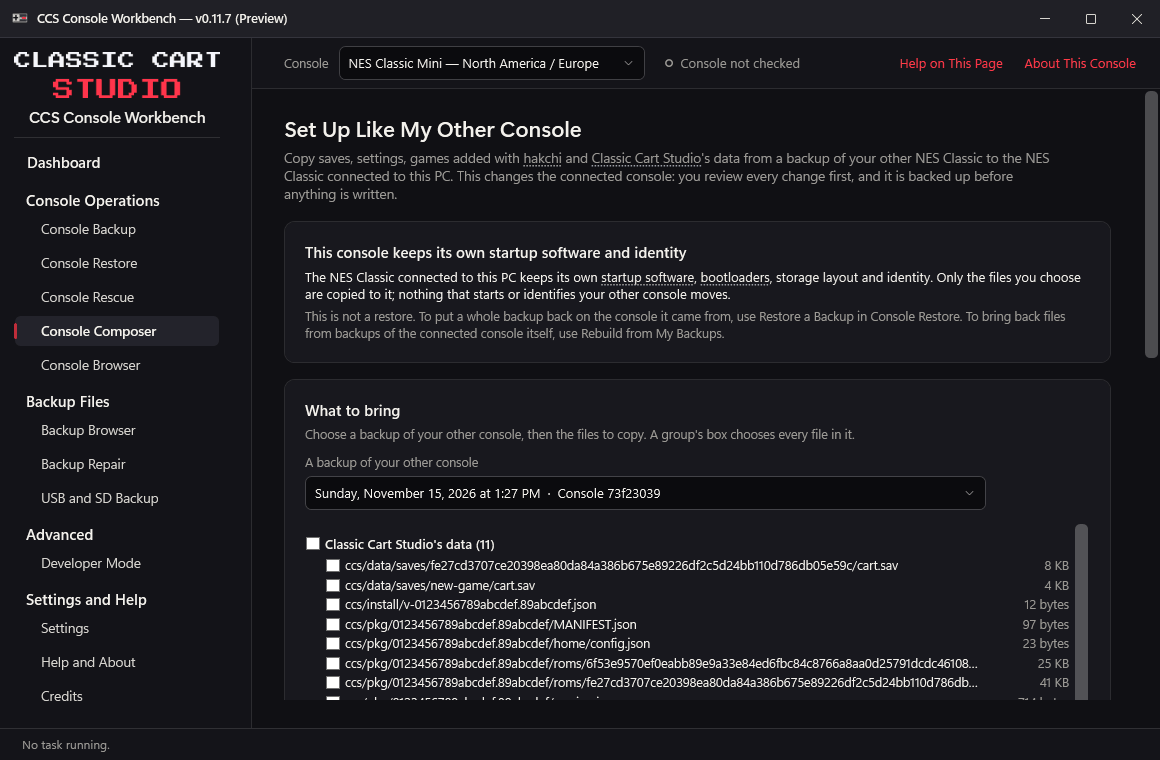 CCS Console Workbench — v0.11.7 (Preview)
CLASSIC CART
STUDIO
CCS Console Workbench
Dashboard
Console Operations
Console Backup
Console Restore
Console Rescue
Console Composer
Console Browser
Backup Files
Backup Browser
Backup Repair
USB and SD Backup
Advanced
Developer Mode
Settings and Help
Settings
Help and About
Credits
Console
NES Classic Mini — North America / Europe
Console not checked
Help on This Page
About This Console
Set Up Like My Other Console
Copy saves, settings, games added with hakchi and Classic Cart Studio's data from a backup of your other NES Classic to the NES
Classic connected to this PC. This changes the connected console: you review every change first, and it is backed up before
anything is written.
This console keeps its own startup software and identity
The NES Classic connected to this PC keeps its own startup software, bootloaders, storage layout and identity. Only the files you choose
are copied to it; nothing that starts or identifies your other console moves.
This is not a restore. To put a whole backup back on the console it came from, use Restore a Backup in Console Restore. To bring back files
from backups of the connected console itself, use Rebuild from My Backups.
What to bring
Choose a backup of your other console, then the files to copy. A group's box chooses every file in it.
A backup of your other console
Sunday, November 15, 2026 at 1:27 PM · Console 73f23039
Classic Cart Studio's data (11)
ccs/data/saves/fe27cd3707ce20398ea80da84a386b675e89226df2c5d24bb110d786db05e59c/cart.sav 8 KB
ccs/data/saves/new-game/cart.sav 4 KB
ccs/install/v-0123456789abcdef.89abcdef.json 12 bytes
ccs/pkg/0123456789abcdef.89abcdef/MANIFEST.json 97 bytes
ccs/pkg/0123456789abcdef.89abcdef/home/config.json 23 bytes
ccs/pkg/0123456789abcdef.89abcdef/roms/6f53e9570ef0eabb89e9a33e84ed6fbc84c8766a8aa0d25791dcdc46108... 25 KB
ccs/pkg/0123456789abcdef.89abcdef/roms/fe27cd3707ce20398ea80da84a386b675e89226df2c5d24bb110d786db... 41 KB
No task running.